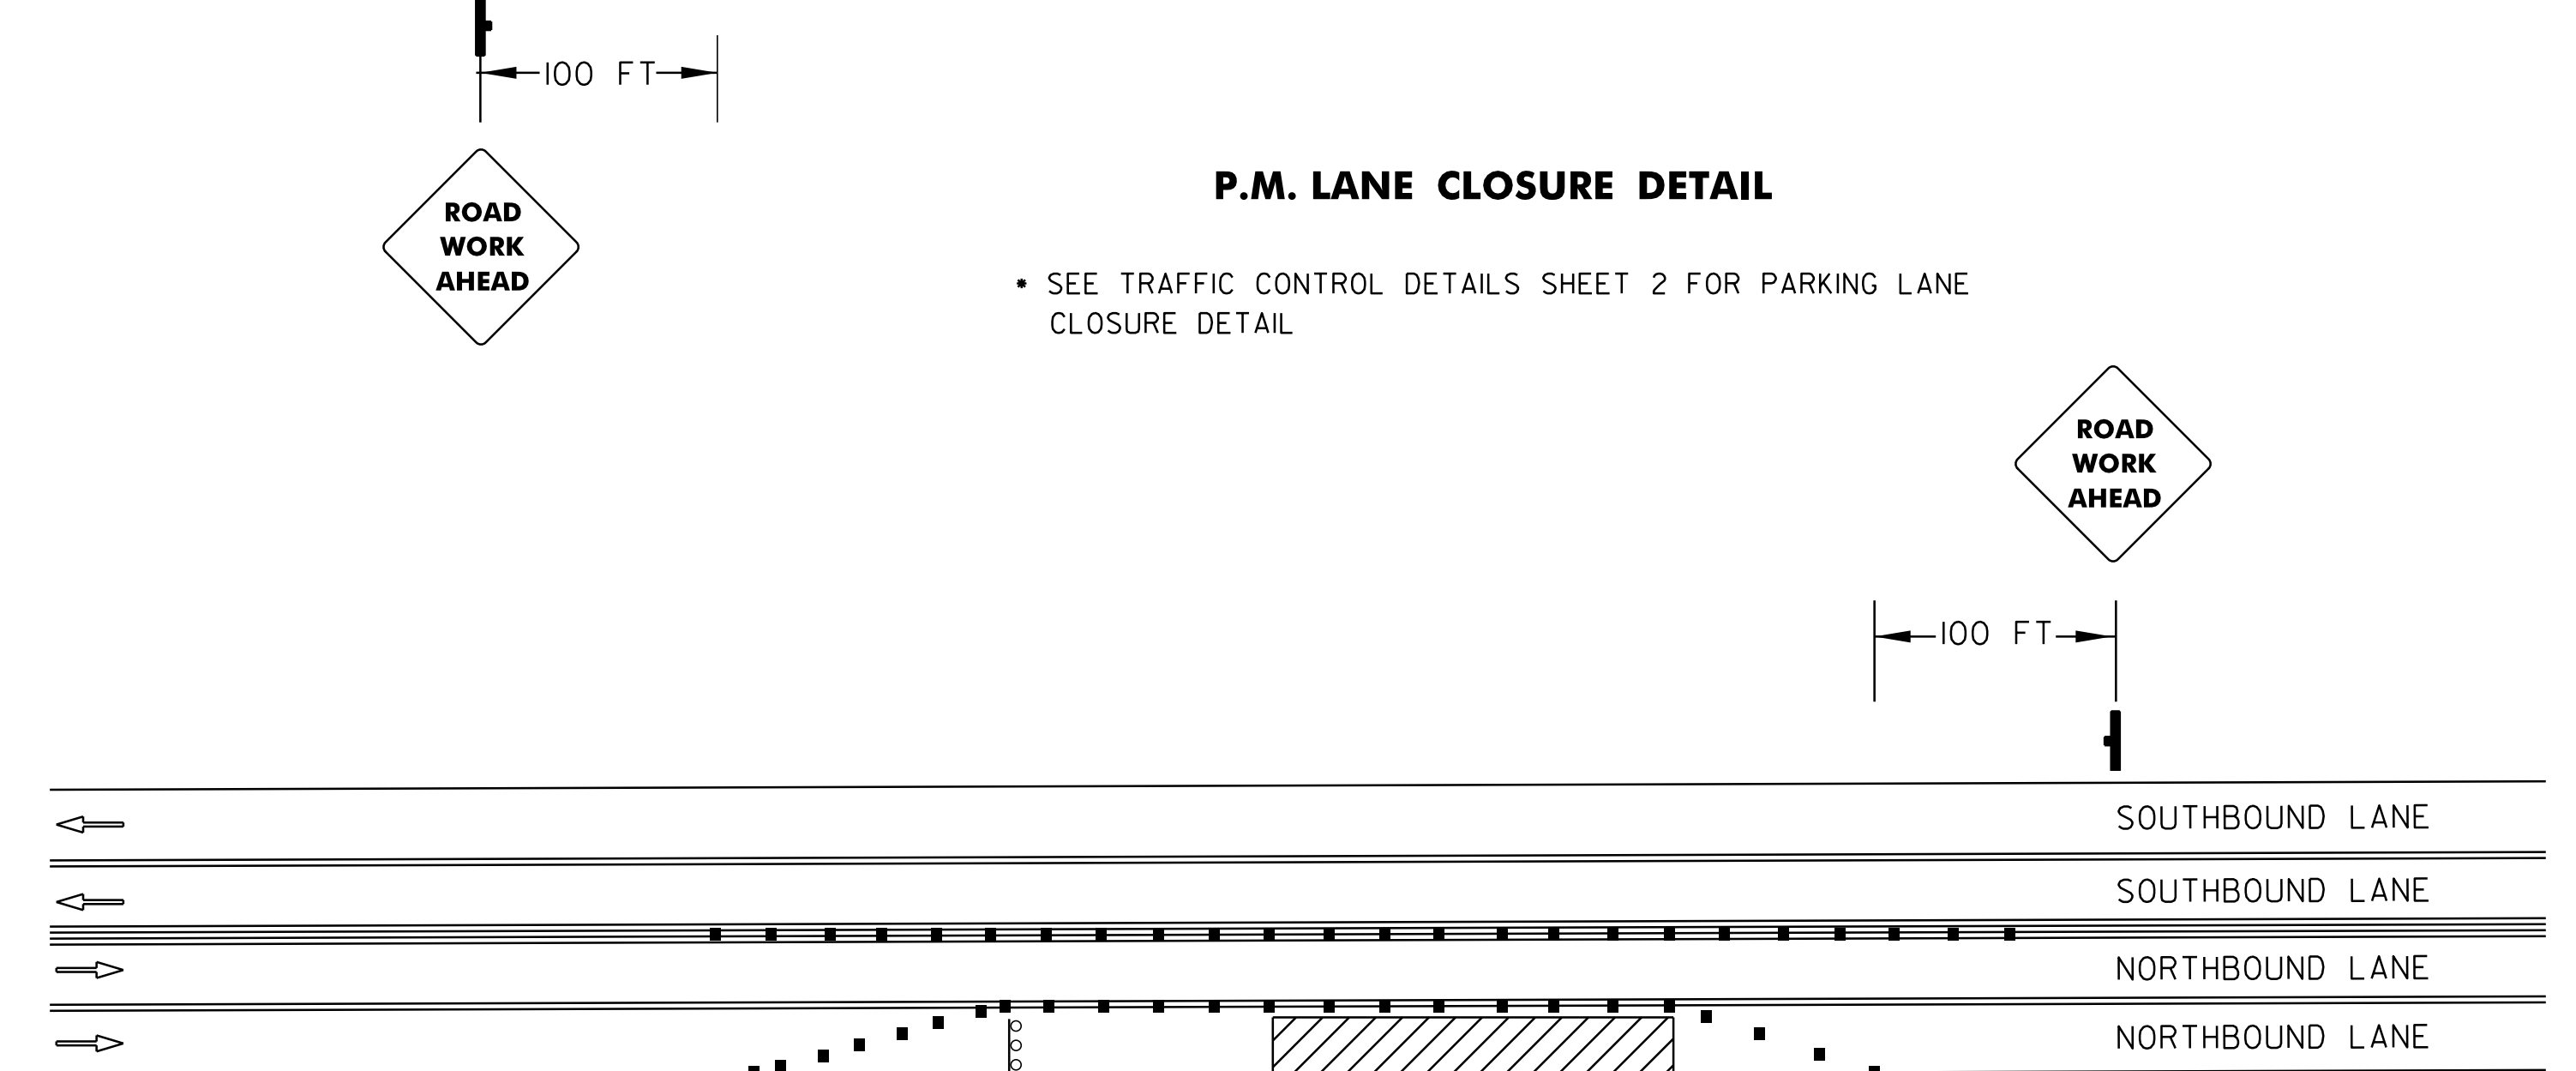 100 FT
ROAD
WORK
AHEAD
P.M. LANE CLOSURE DETAIL
* SEE TRAFFIC CONTROL DETAILS SHEET 2 FOR PARKING LANE
CLOSURE DETAIL
ROAD
WORK
AHEAD
100 FT
SOUTHBOUND LANE
SOUTHBOUND LANE
NORTHBOUND LANE
NORTHBOUND LANE